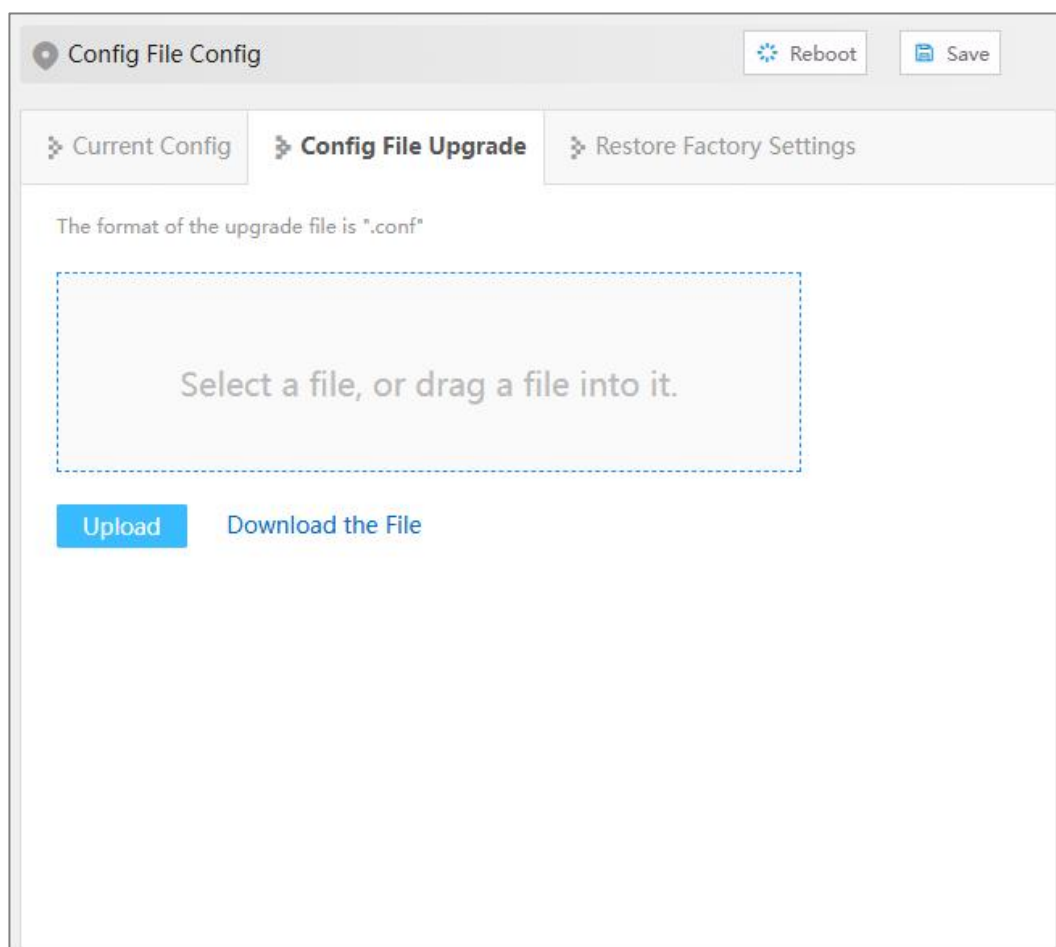 Config File Config
Reboot
Save
Current Config
Config File Upgrade
Restore Factory Settings
The format of the upgrade file is ".conf"
Select a file, or drag a file into it.
Upload
Download the File